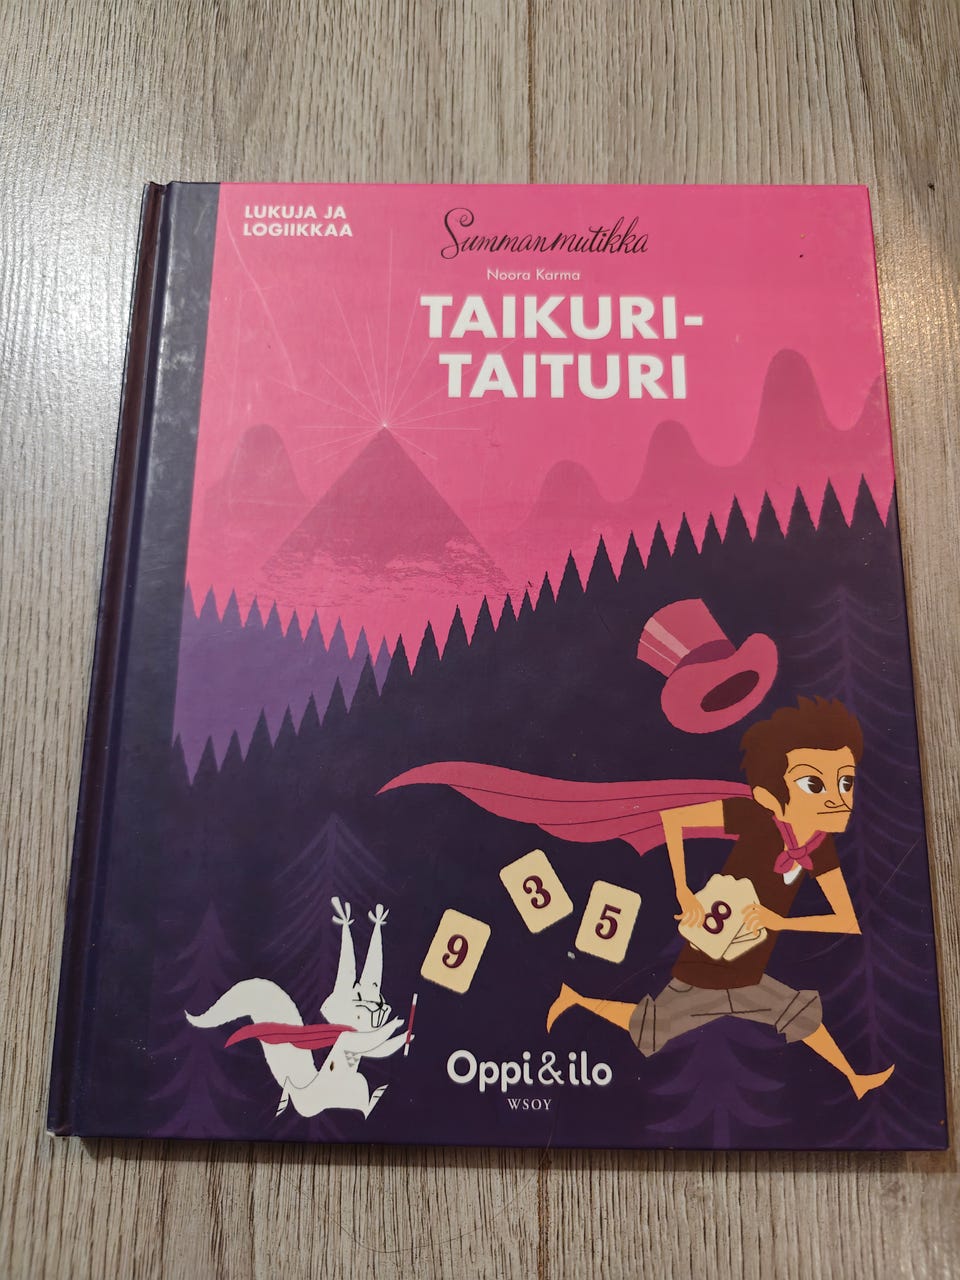 LUKUJA JA
LOGIIKKAA
Summanmutikka
Noora Karma
TAIKURI-
TAITURI
3
5
8
9
Oppi & ilo
WSOY